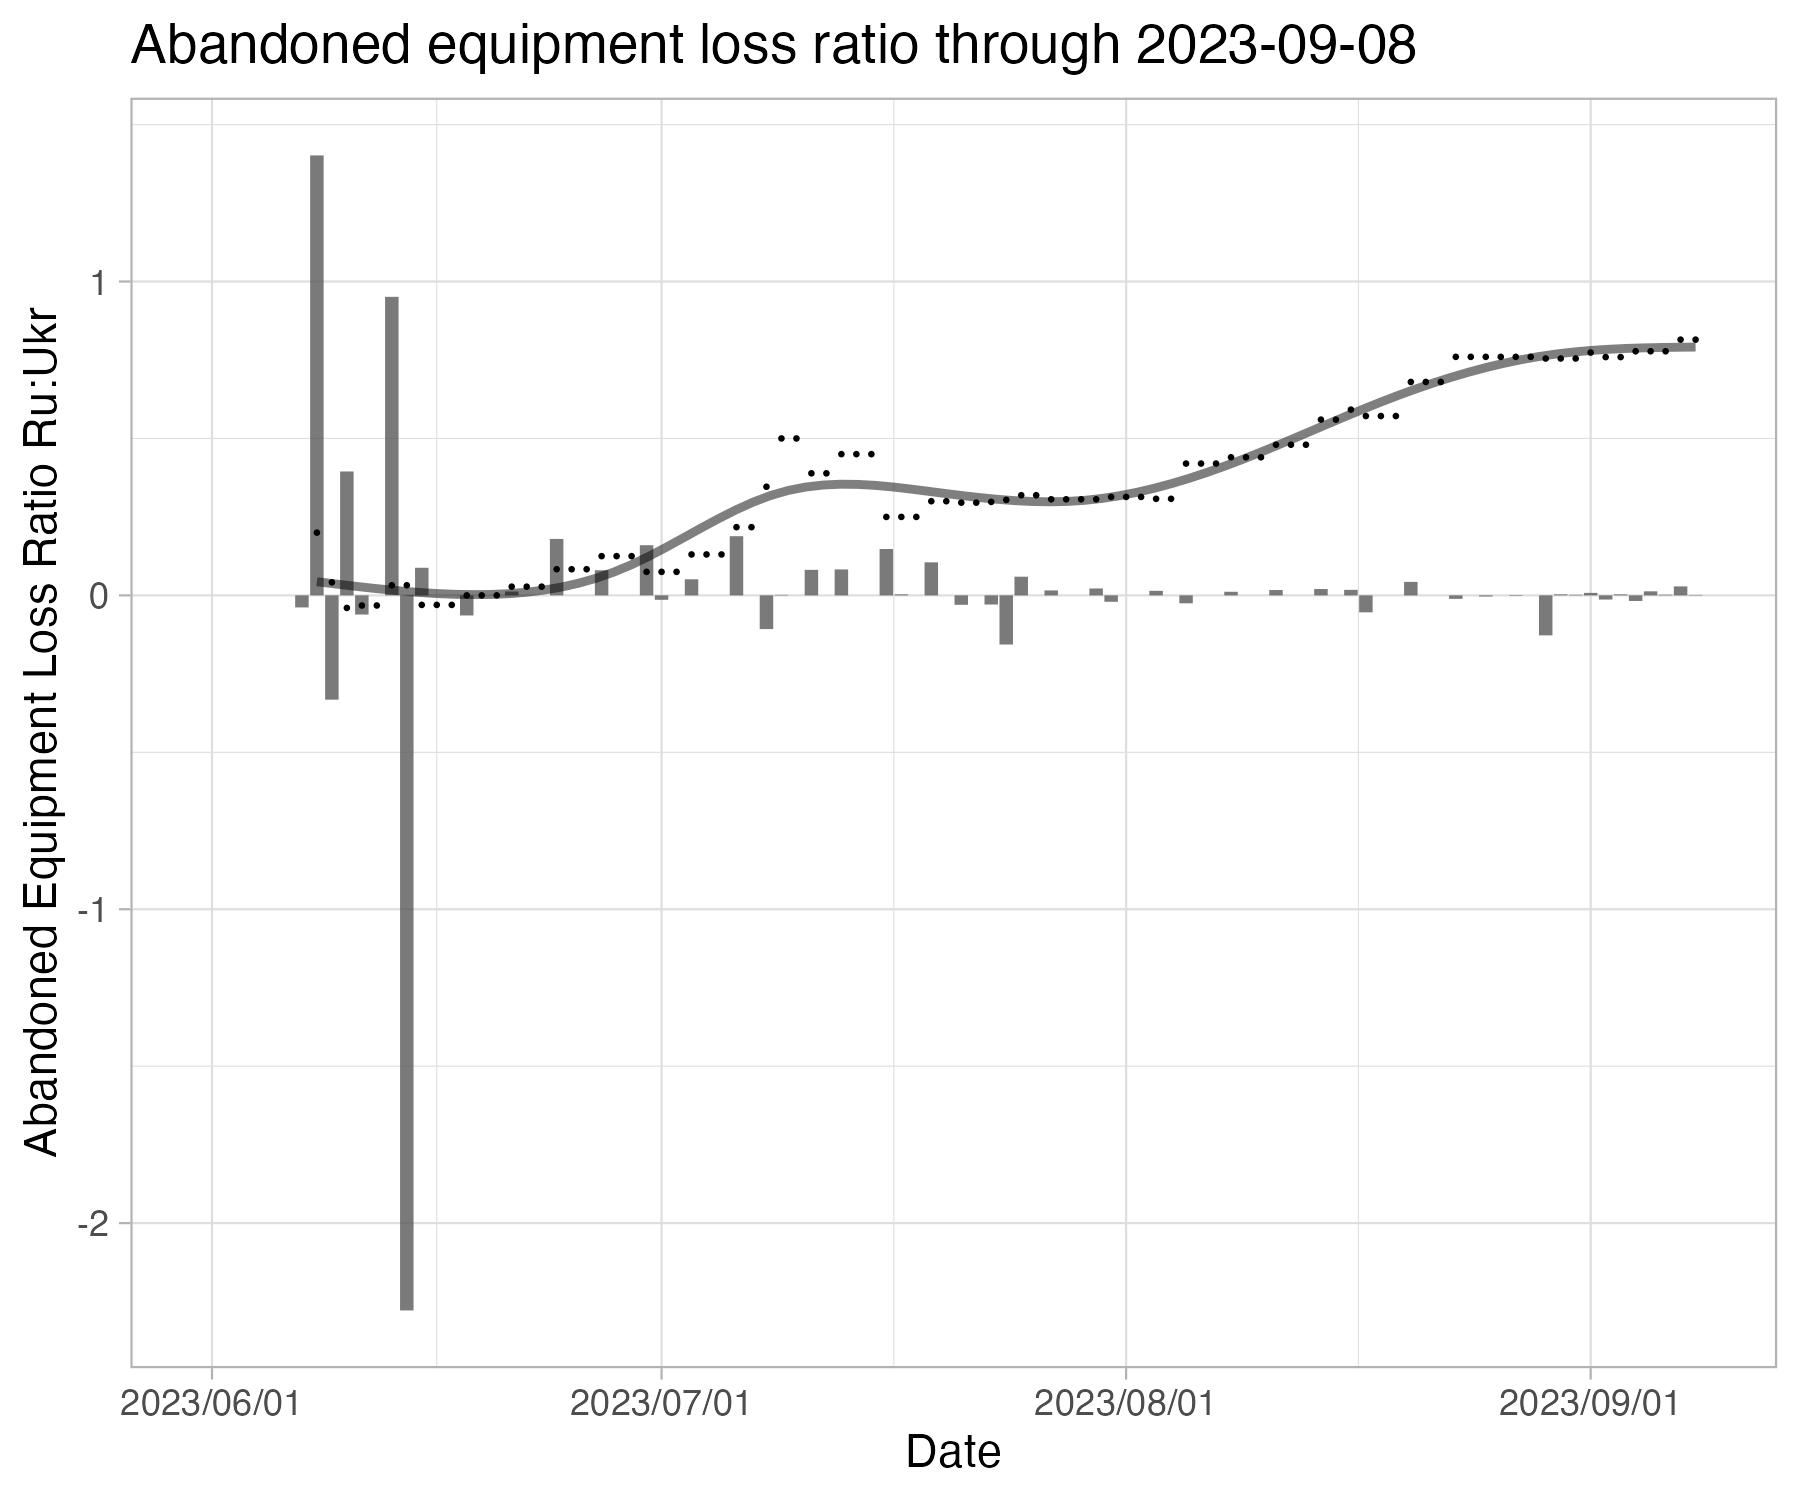 Abandoned equipment loss ratio through 2023-09-08
Abandoned Equipment Loss Ratio Ru:Ukr
1
0
-1
-2
2023/06/01
2023/07/01
2023/08/01
2023/09/01
Date